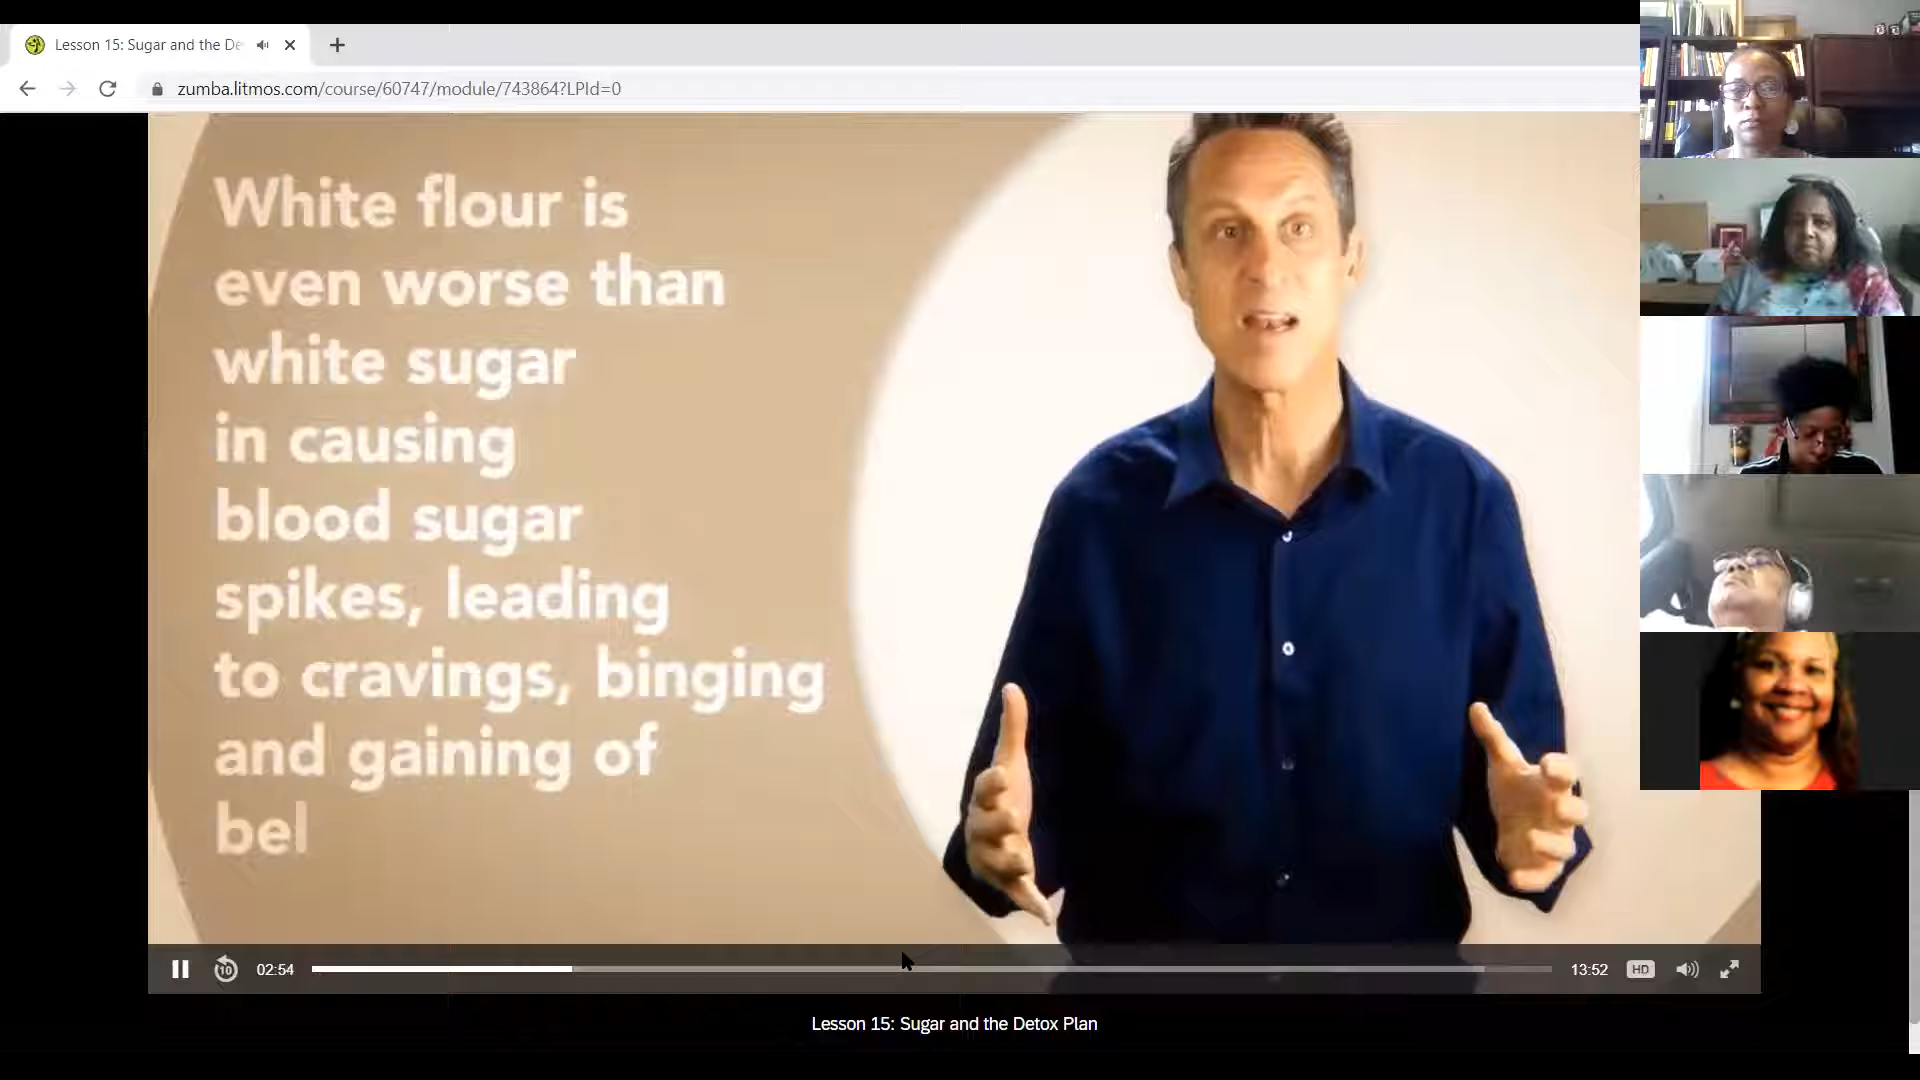 Lesson 15: Sugar and the De
zumba.litmos.com/course/60747/module/743864?LPId=0
White flour is
even worse than
white sugar
in causing
blood sugar
spikes, leading
to cravings, binging
and gaining of
bel
10
02:54
13:52
HD
Lesson 15: Sugar and the Detox Plan